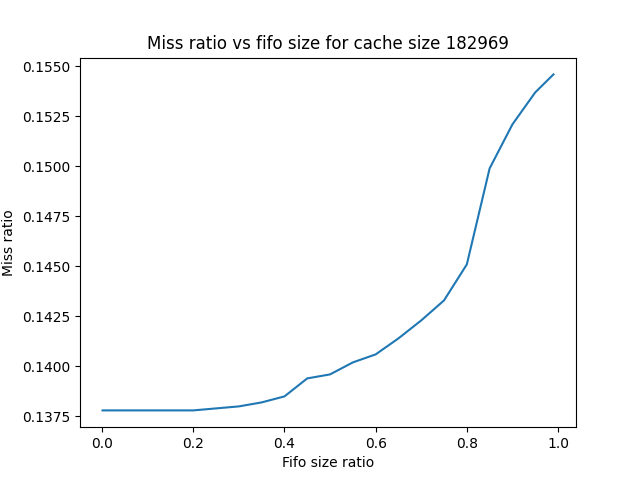 Miss ratio vs fifo size for cache size 182969
0.1550
0.1525
0.1500
0.1475
0.1450
0.1425
0.1400
0.1375
Miss ratio
0.0 0.2 0.4 0.6 0.8 1.0
Fifo size ratio